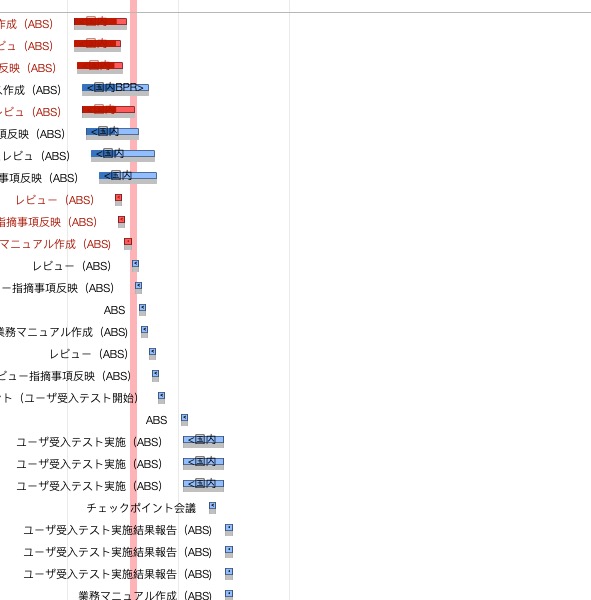 作成（ABS） <国内
ビュ（ABS） <国内
反映（ABS） <国内
作成（ABS） <国内BPR>
レビュ（ABS） <国内
項反映（ABS） <国内
レビュ（ABS） <国内
事項反映（ABS） <国内
レビュー（ABS）
指摘事項反映（ABS）
マニュアル作成（ABS）
レビュー（ABS）
ー指摘事項反映（ABS）
ABS
業務マニュアル作成（ABS）
レビュー（ABS）
ビュー指摘事項反映（ABS）
ト（ユーザ受入テスト開始）
ABS
ユーザ受入テスト実施（ABS） <国内
ユーザ受入テスト実施（ABS） <国内
ユーザ受入テスト実施（ABS） <国内
チェックポイント会議
ユーザ受入テスト実施結果報告（ABS）
ユーザ受入テスト実施結果報告（ABS）
ユーザ受入テスト実施結果報告（ABS）
業務マニュアル作成（ABS）